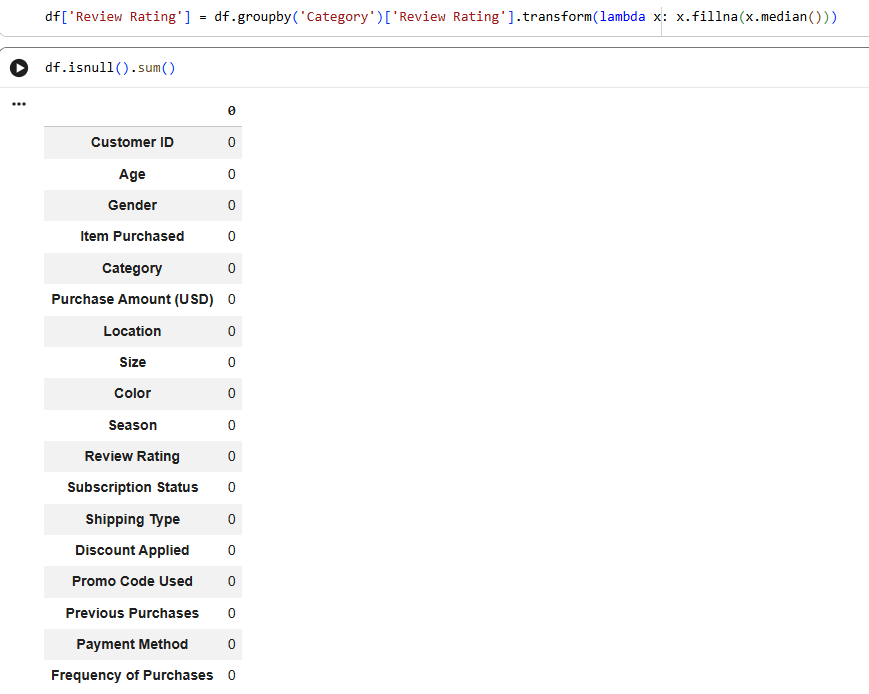 df['Review Rating'] = df.groupby('Category')['Review Rating'].transform(lambda x: x.fillna(x.median()))
df.isnull().sum()
0
Customer ID 0
Age 0
Gender 0
Item Purchased 0
Category 0
Purchase Amount (USD) 0
Location 0
Size 0
Color 0
Season 0
Review Rating 0
Subscription Status 0
Shipping Type 0
Discount Applied 0
Promo Code Used 0
Previous Purchases 0
Payment Method 0
Frequency of Purchases 0